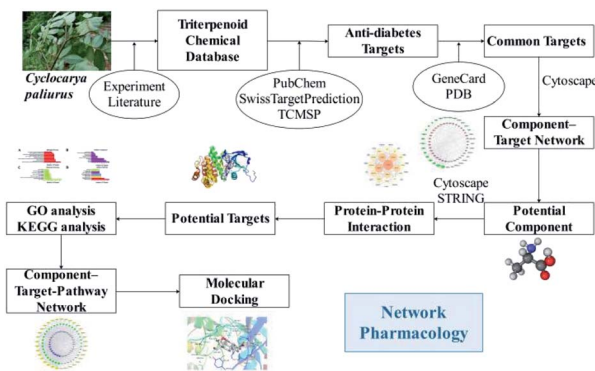 Cyclocarya
paliurus
Experiment
Literature
Triterpenoid
Chemical
Database
PubChem
SwissTargetPrediction
TCMSP
Anti-diabetes
Targets
GeneCard
PDB
Common Targets
Cytoscape
Component–
Target Network
Cytoscape
STRING
Potential
Component
Protein-Protein
Interaction
Potential Targets
GO analysis
KEGG analysis
Component–
Target-Pathway
Network
Molecular
Docking
Network
Pharmacology